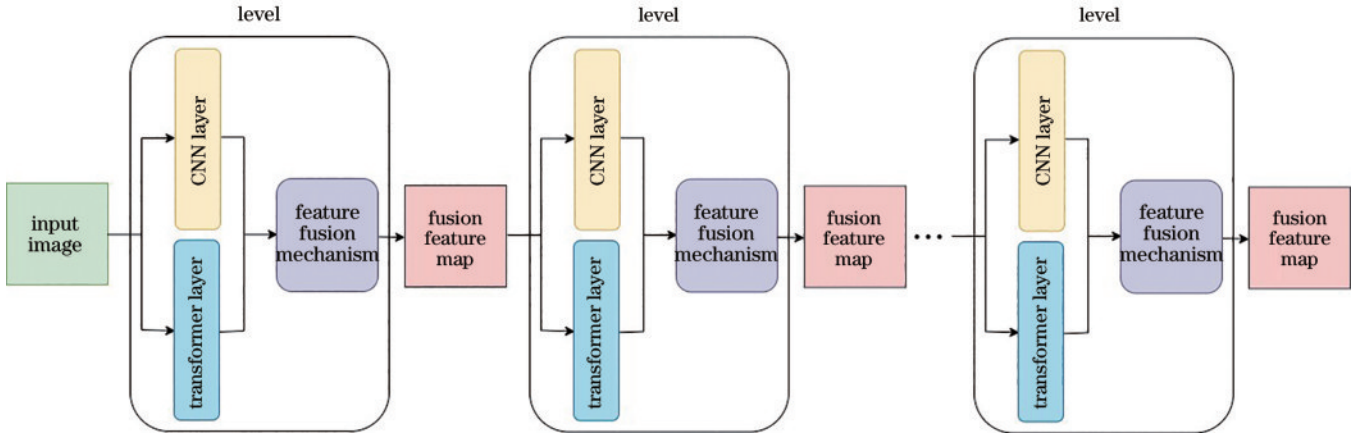 level
level
level
input
image
CNN layer
transformer layer
feature
fusion
mechanism
fusion
feature
map
CNN layer
transformer layer
feature
fusion
mechanism
fusion
feature
map
...
CNN layer
transformer layer
feature
fusion
mechanism
fusion
feature
map